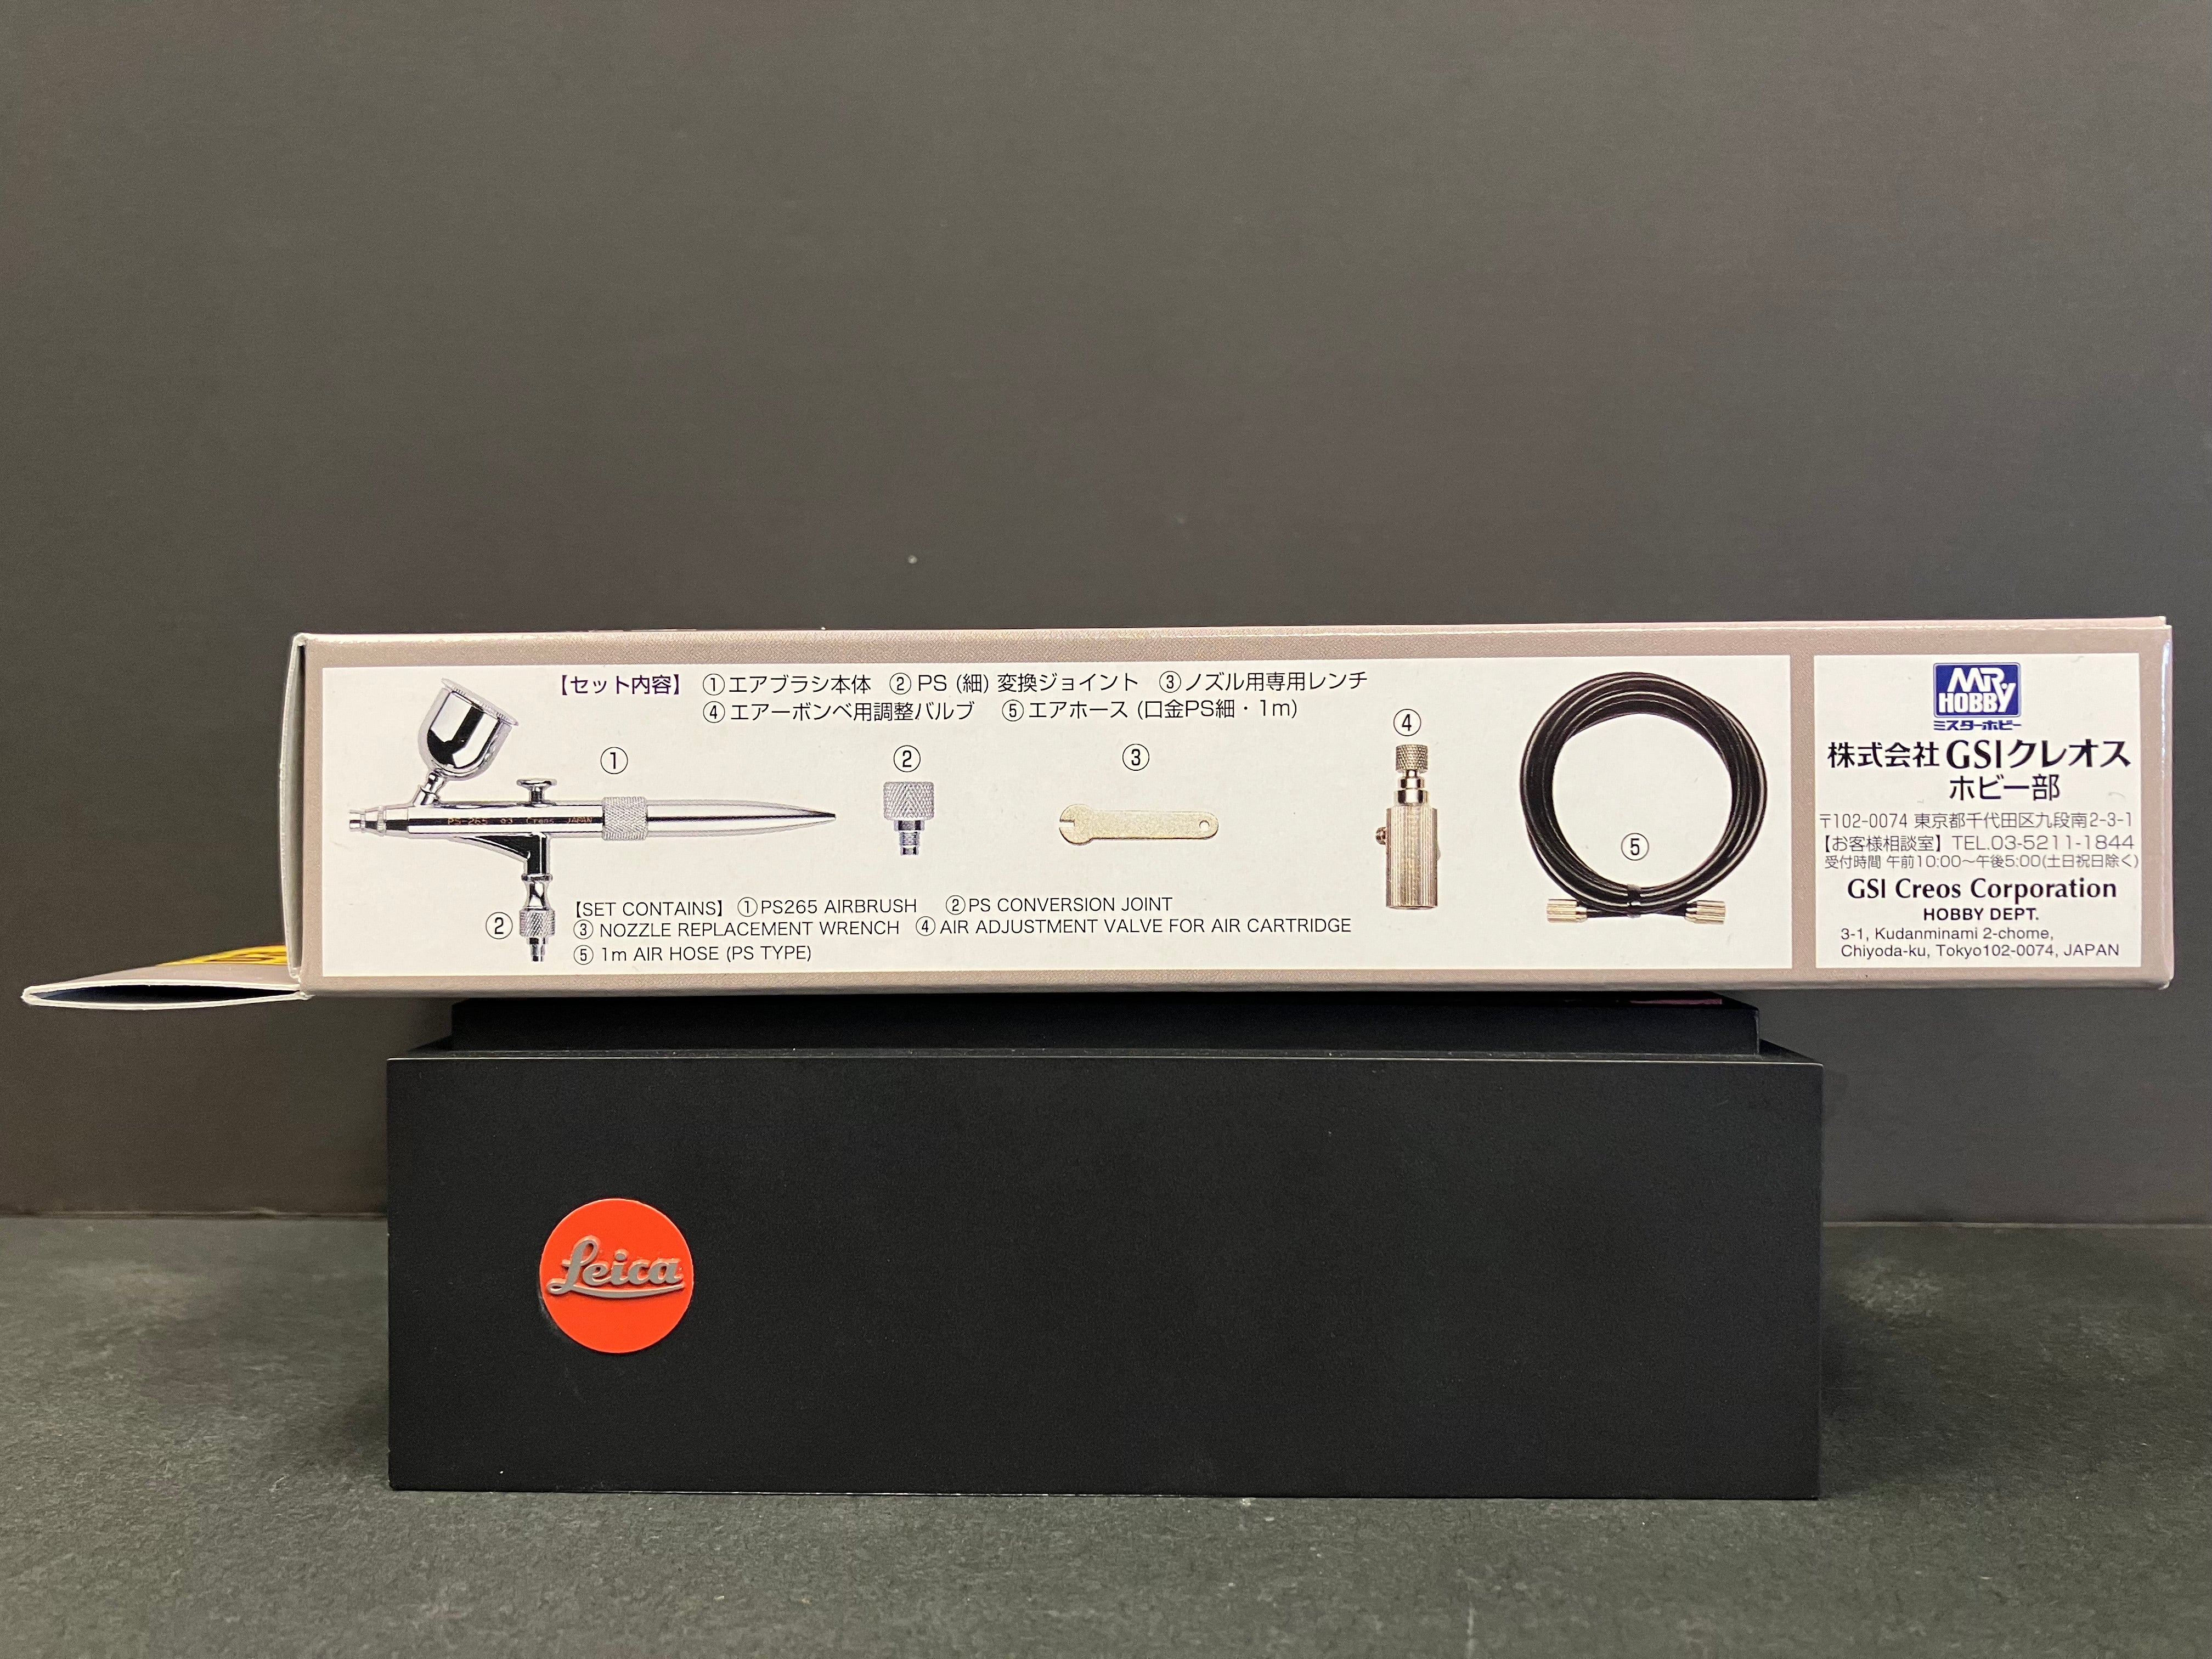 【セット内容】 ①エアブラシ本体 ②PS (細) 変換ジョイント ③ノズル用専用レンチ
④エアーボンベ用調整バルブ ⑤エアホース (口金PS細・1m)
①
②
③
④
⑤
PS-265 Creos JAPAN
②
【SET CONTAINS】 ①PS265 AIRBRUSH ②PS CONVERSION JOINT
③ NOZZLE REPLACEMENT WRENCH ④ AIR ADJUSTMENT VALVE FOR AIR CARTRIDGE
⑤ 1m AIR HOSE (PS TYPE)
MR.
HOBBY
ミスターホビー
株式会社 GSIクレオス
ホビー部
〒102-0074 東京都千代田区九段南2-3-1
【お客様相談室】 TEL.03-5211-1844
受付時間 午前10:00〜午後5:00(土日祝日除く)
GSI Creos Corporation
HOBBY DEPT.
3-1, Kudanminami 2-chome,
Chiyoda-ku, Tokyo102-0074, JAPAN
Leica